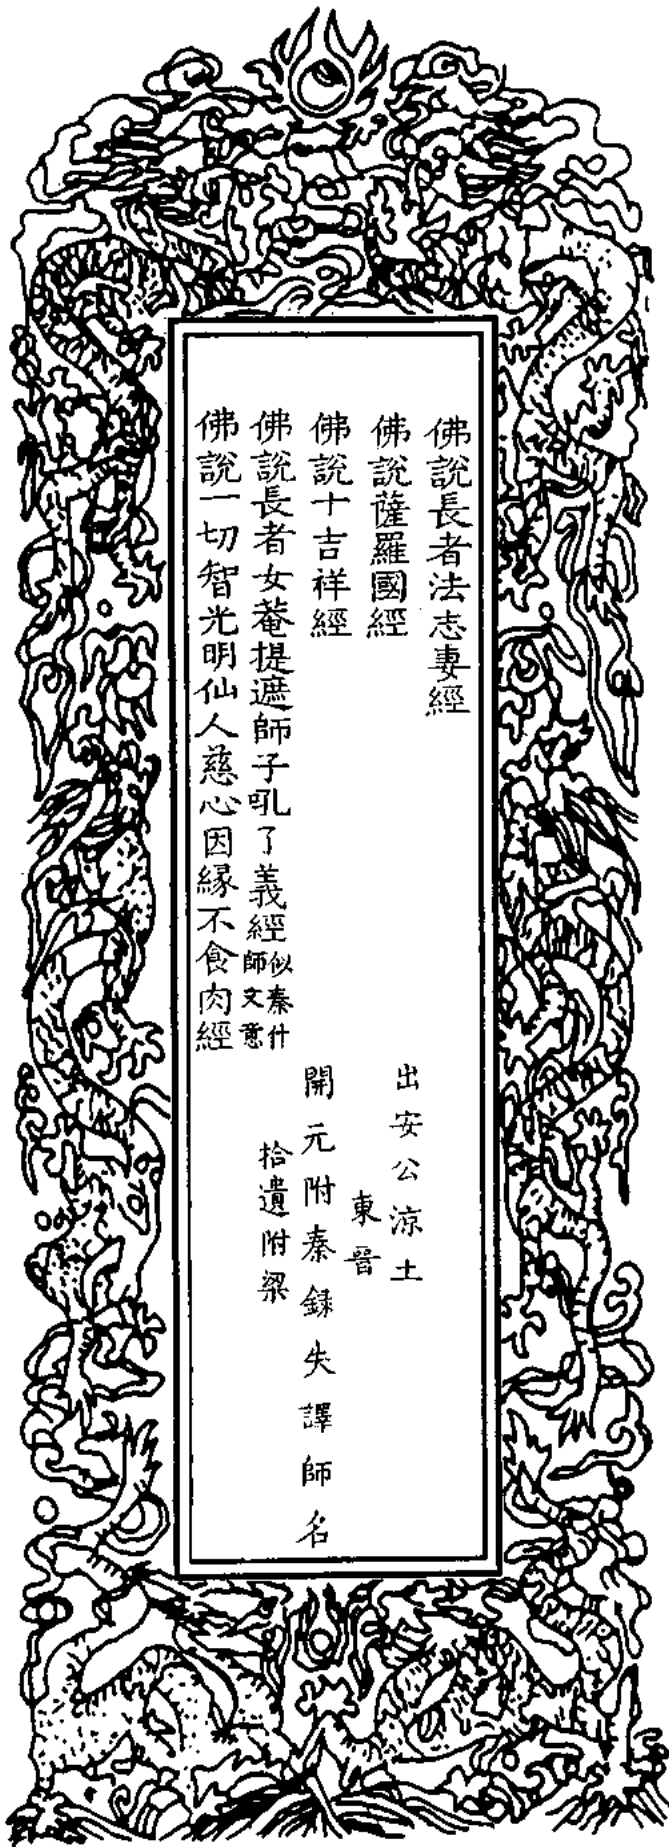 佛說長者法志妻經
佛說薩羅國經
佛說十吉祥經
佛說長者女菴提遮師子吼了義經似秦什師文意
佛說一切智光明仙人慈心因緣不食肉經
出安公涼土
東晉
開元附秦錄失譯師名
拾遺附梁